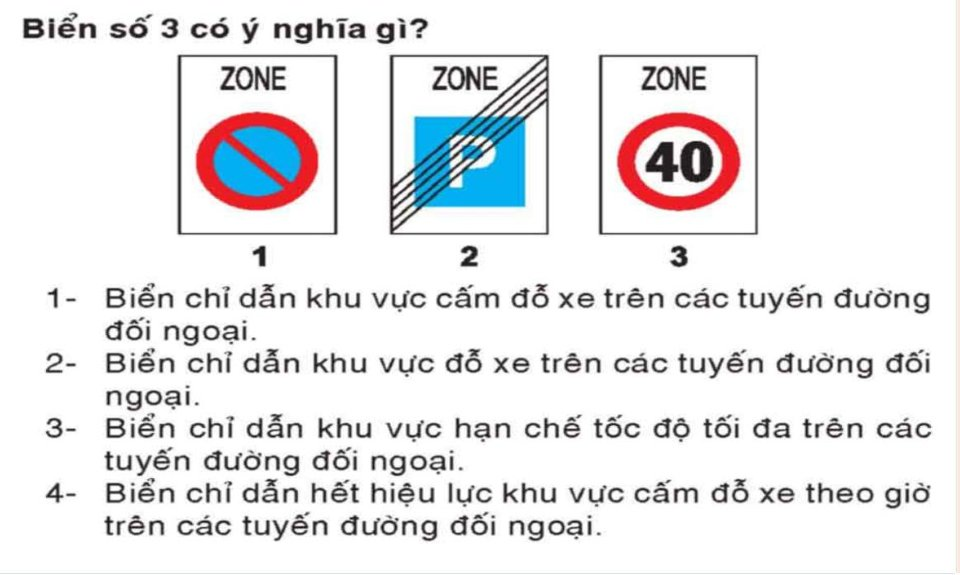 Biển số 3 có ý nghĩa gì?
ZONE ZONE ZONE
P 40
1 2 3
1- Biển chỉ dẫn khu vực cấm đỗ xe trên các tuyến đường
đối ngoại.
2- Biển chỉ dẫn khu vực đỗ xe trên các tuyến đường đối
ngoại.
3- Biển chỉ dẫn khu vực hạn chế tốc độ tối đa trên các
tuyến đường đối ngoại.
4- Biển chỉ dẫn hết hiệu lực khu vực cấm đỗ xe theo giờ
trên các tuyến đường đối ngoại.